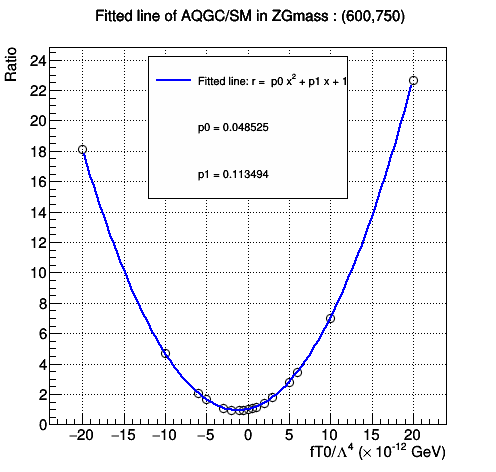 Fitted line of AQGC/SM in ZGmass : (600,750)
Ratio
24
22
20
18
16
14
12
10
8
6
4
2
0
Fitted line: r = p0 x² + p1 x + 1
p0 = 0.048525
p1 = 0.113494
−20 −15 −10 −5 0 5 10 15 20
fT0/Λ⁴ (× 10⁻¹² GeV)